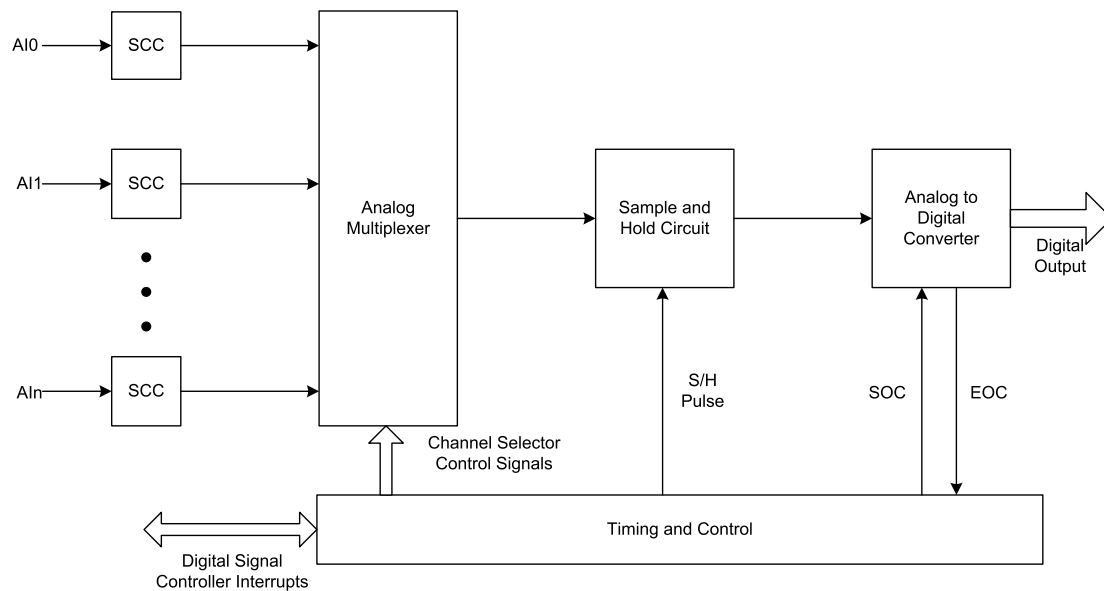 AI0
SCC
AI1
SCC
AIn
SCC
Analog
Multiplexer
Sample and
Hold Circuit
Analog to
Digital
Converter
Digital
Output
S/H
Pulse
SOC
EOC
Channel Selector
Control Signals
Timing and Control
Digital Signal
Controller Interrupts